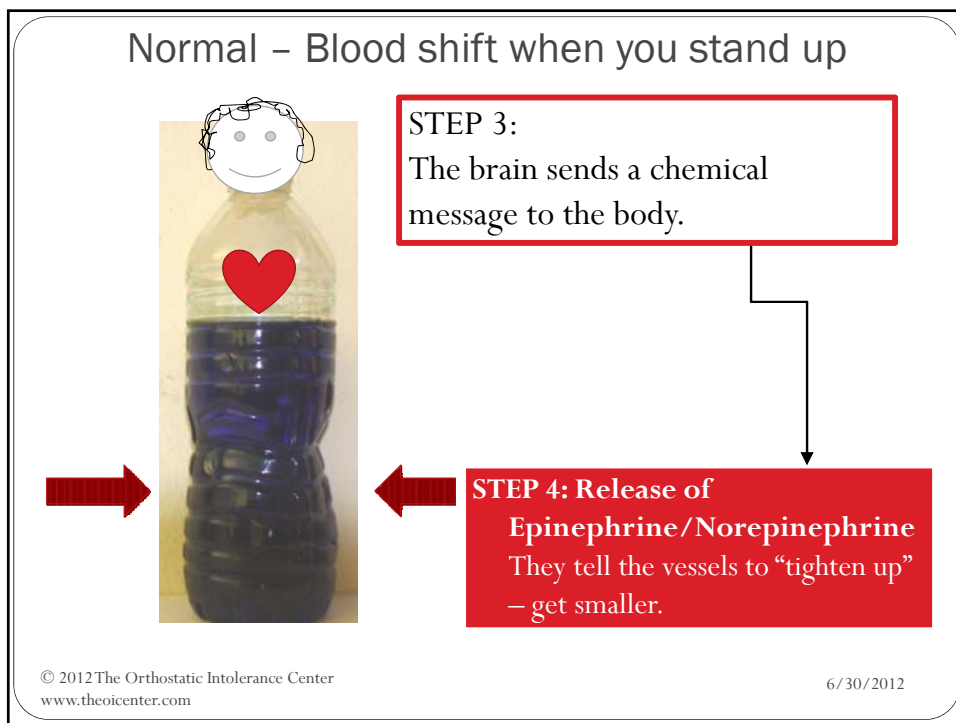 Normal – Blood shift when you stand up
STEP 3:
The brain sends a chemical
message to the body.
STEP 4: Release of
Epinephrine/Norepinephrine
They tell the vessels to “tighten up”
– get smaller.
© 2012 The Orthostatic Intolerance Center
www.theoicenter.com
6/30/2012